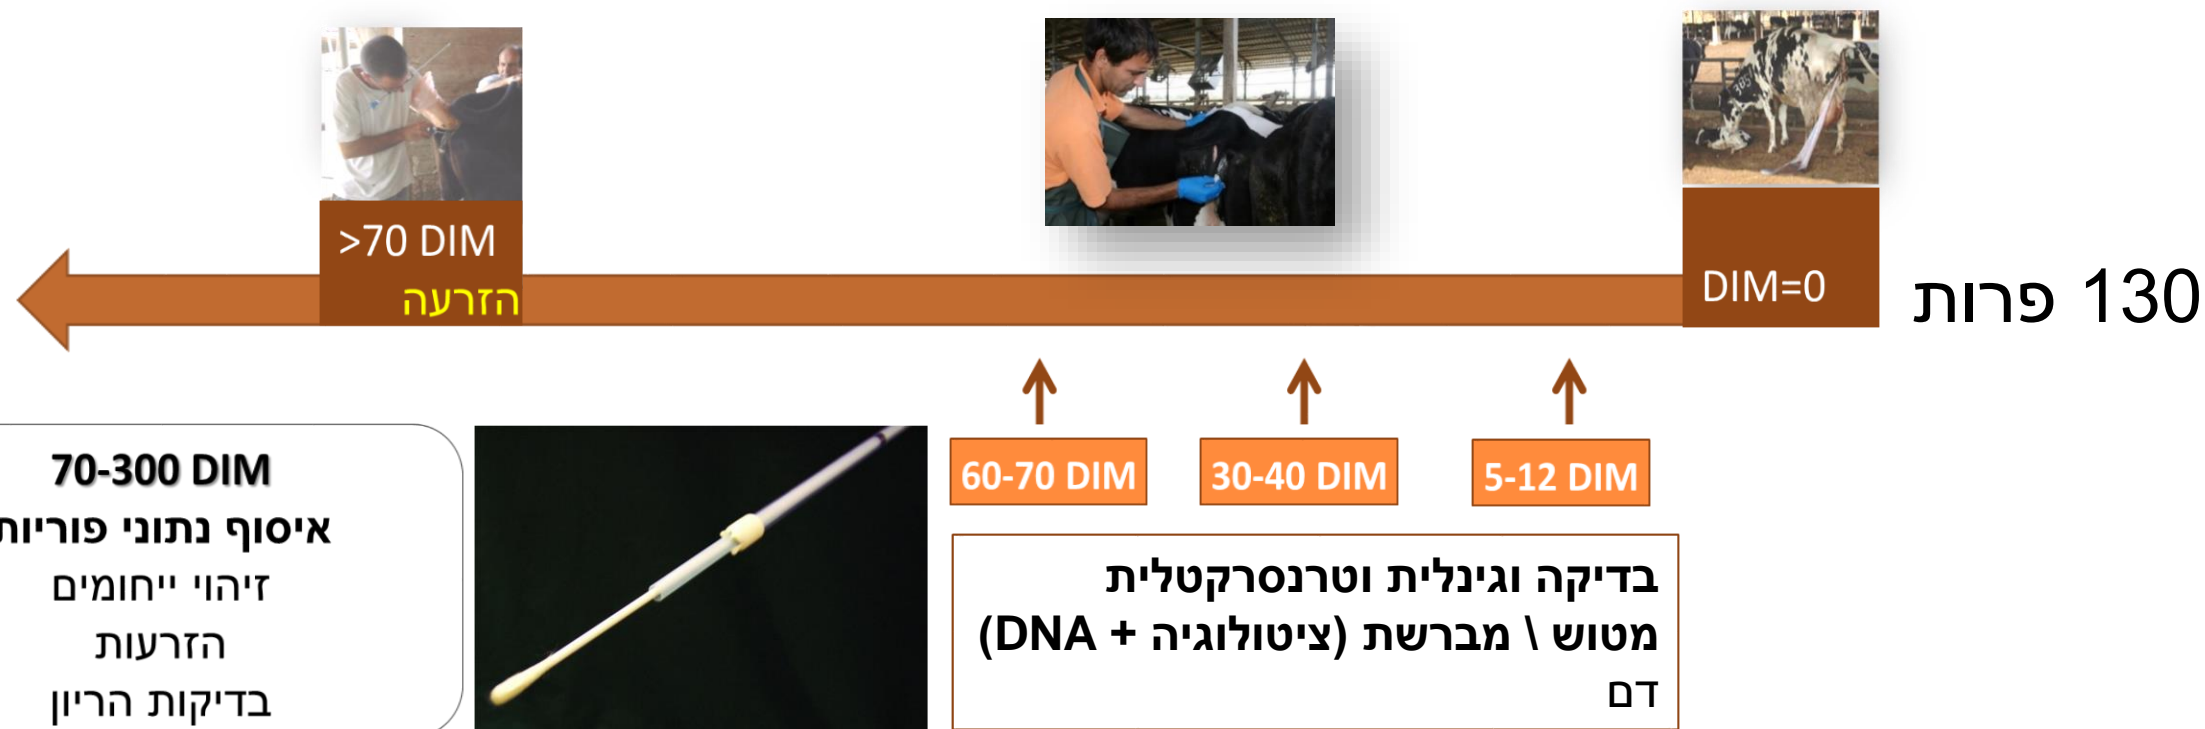 130 פרות
DIM=0
>70 DIM
הזרעה
5-12 DIM
30-40 DIM
60-70 DIM
בדיקה וגינלית וטרנסרקטלית
מטוש \ מברשת (ציטולוגיה + DNA)
דם
70-300 DIM
איסוף נתוני פוריות
זיהוי ייחומים
הזרעות
בדיקות הריון